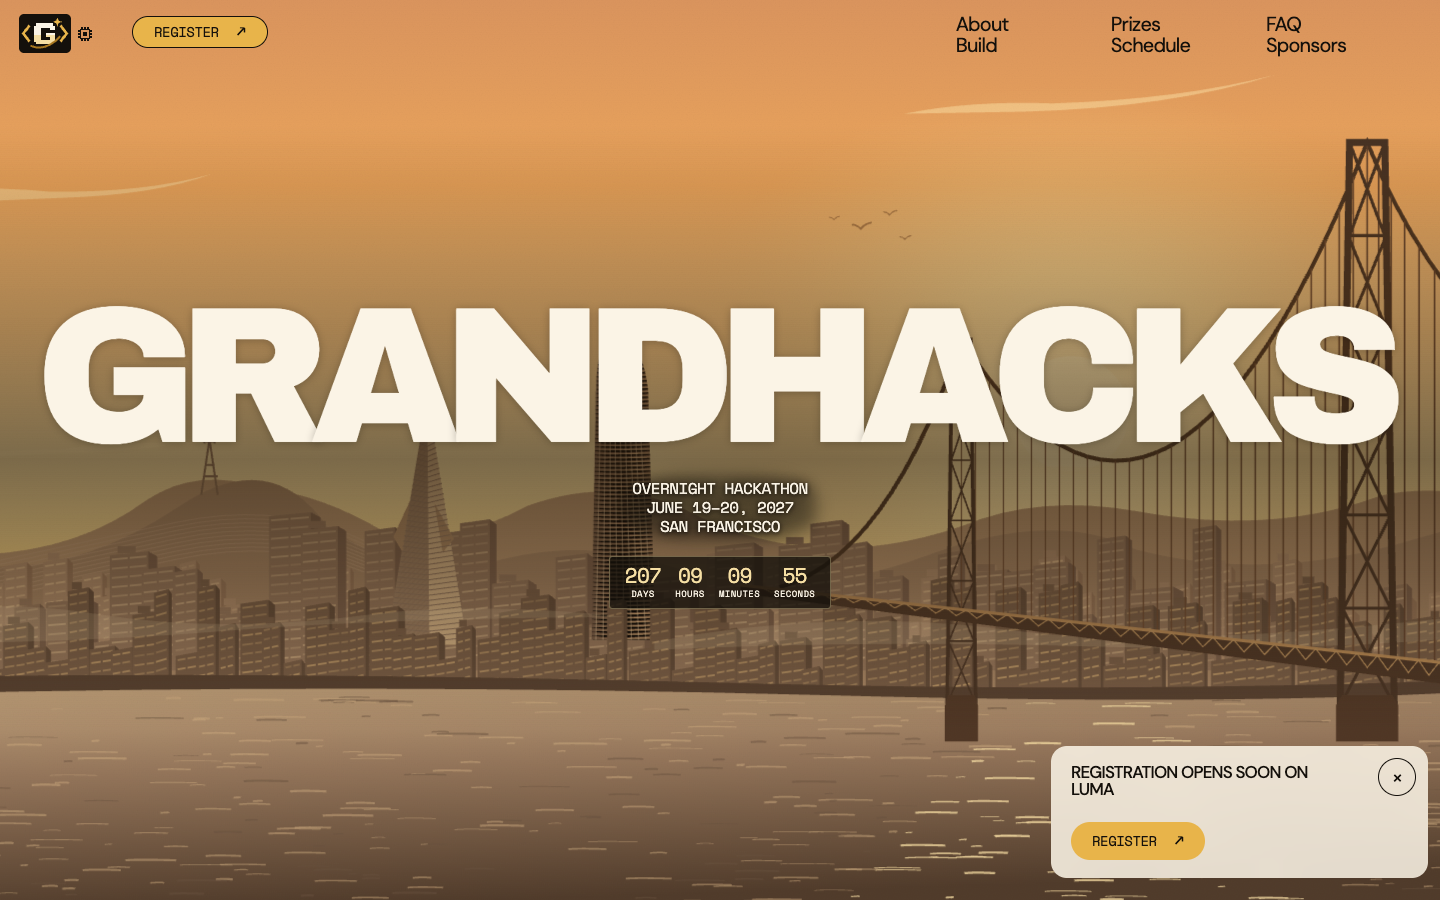 <G>
REGISTER ↗
About
Build
Prizes
Schedule
FAQ
Sponsors
GRANDHACKS
OVERNIGHT HACKATHON
JUNE 19–20, 2027
SAN FRANCISCO
207 09 09 55
DAYS HOURS MINUTES SECONDS
REGISTRATION OPENS SOON ON
LUMA
×
REGISTER ↗